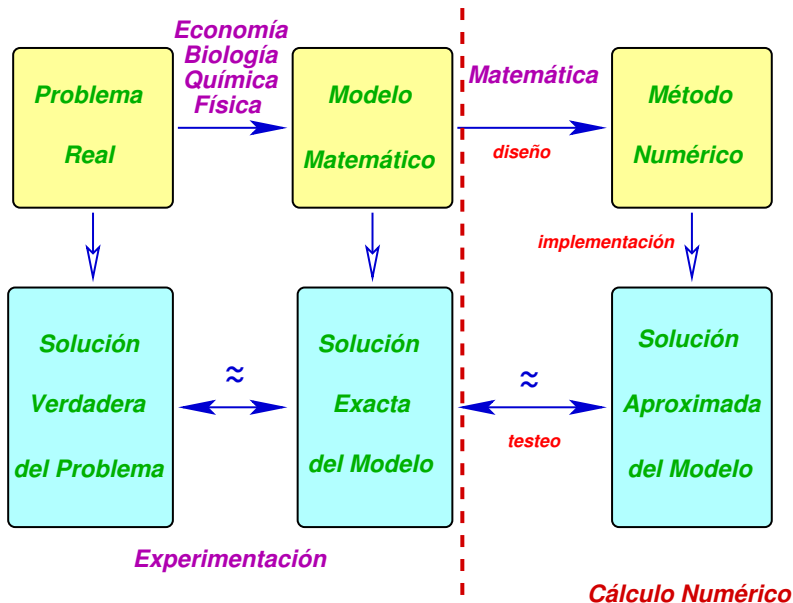 Economía
Biología
Química
Física
Matemática
Problema
Real
Modelo
Matemático
diseño
Método
Numérico
implementación
Solución
Verdadera
del Problema
≈
Solución
Exacta
del Modelo
≈
testeo
Solución
Aproximada
del Modelo
Experimentación
Cálculo Numérico